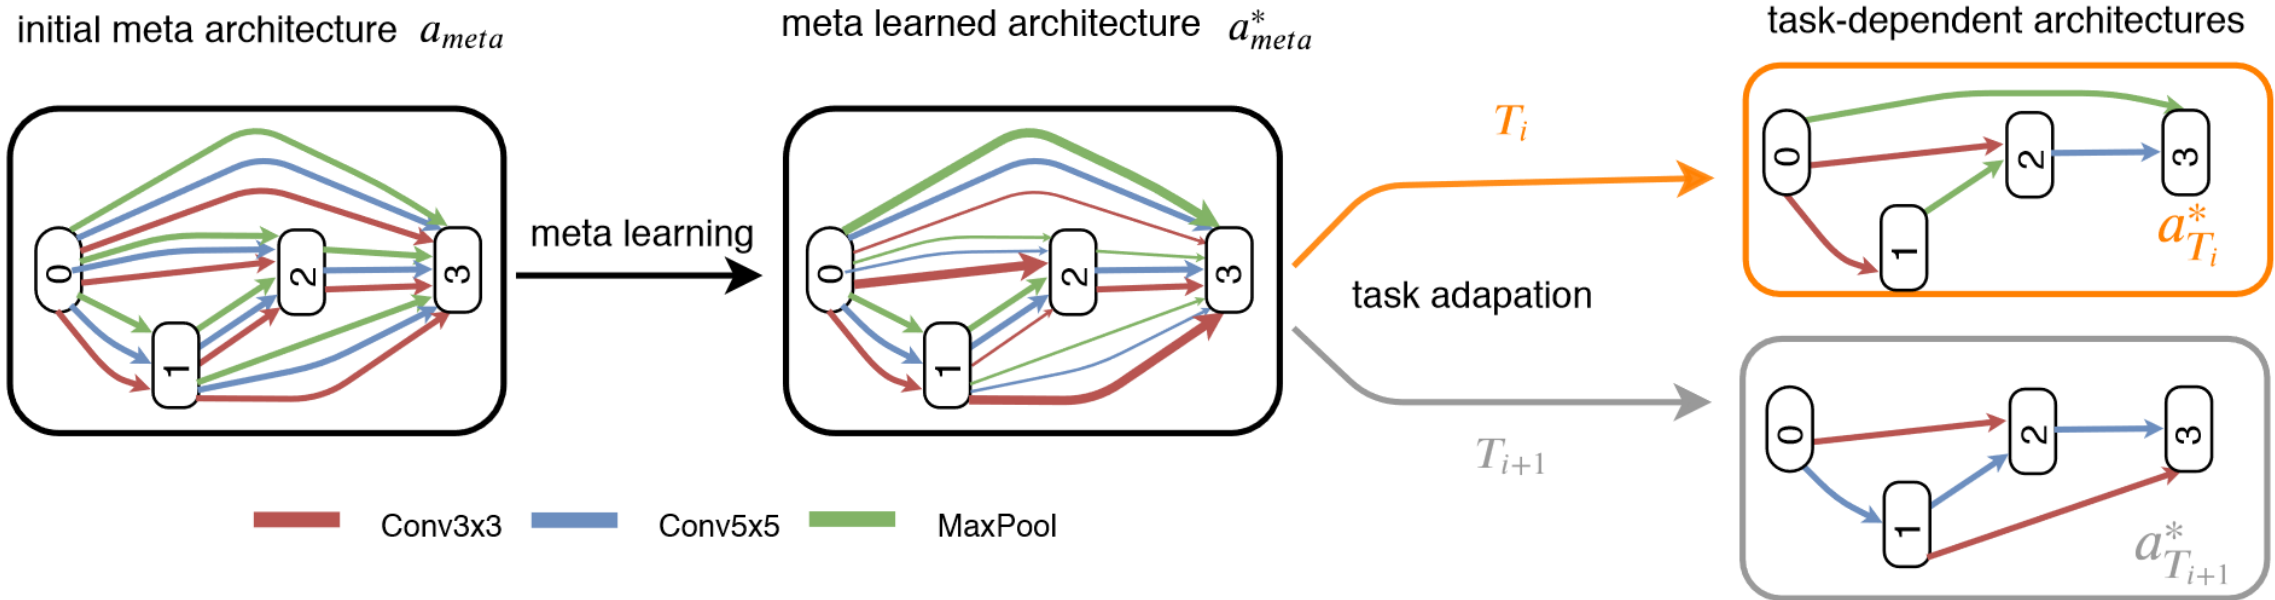 initial meta architecture a_meta
meta learned architecture a*_meta
task-dependent architectures
0
1
2
3
meta learning
0
1
2
3
T_i
task adapation
T_{i+1}
0
1
2
3
a*_{T_i}
0
1
2
3
a*_{T_{i+1}}
Conv3x3 Conv5x5 MaxPool